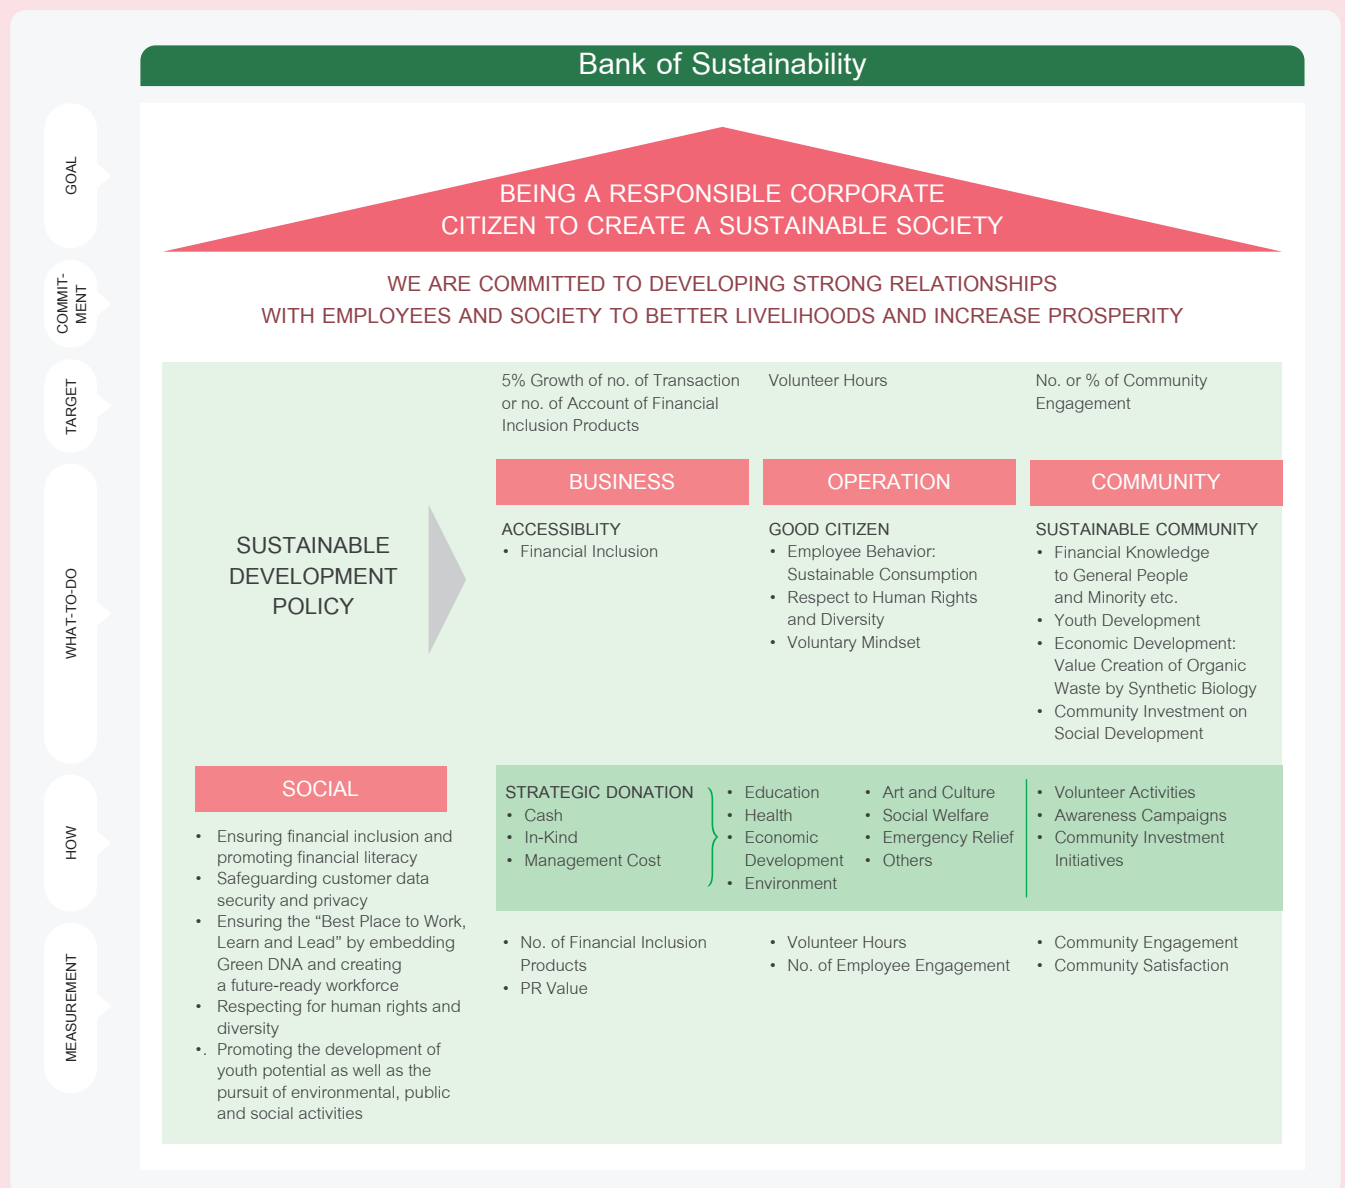 Bank of Sustainability
GOAL
BEING A RESPONSIBLE CORPORATE
CITIZEN TO CREATE A SUSTAINABLE SOCIETY
COMMIT-
MENT
WE ARE COMMITTED TO DEVELOPING STRONG RELATIONSHIPS
WITH EMPLOYEES AND SOCIETY TO BETTER LIVELIHOODS AND INCREASE PROSPERITY
TARGET
5% Growth of no. of Transaction
or no. of Account of Financial
Inclusion Products
Volunteer Hours
No. or % of Community
Engagement
WHAT-TO-DO
SUSTAINABLE
DEVELOPMENT
POLICY
BUSINESS
ACCESSIBLITY
• Financial Inclusion
OPERATION
GOOD CITIZEN
• Employee Behavior:
Sustainable Consumption
• Respect to Human Rights
and Diversity
• Voluntary Mindset
COMMUNITY
SUSTAINABLE COMMUNITY
• Financial Knowledge
to General People
and Minority etc.
• Youth Development
• Economic Development:
Value Creation of Organic
Waste by Synthetic Biology
• Community Investment on
Social Development
SOCIAL
• Ensuring financial inclusion and
promoting financial literacy
• Safeguarding customer data
security and privacy
• Ensuring the “Best Place to Work,
Learn and Lead” by embedding
Green DNA and creating
a future-ready workforce
• Respecting for human rights and
diversity
•. Promoting the development of
youth potential as well as the
pursuit of environmental, public
and social activities
HOW
STRATEGIC DONATION
• Cash
• In-Kind
• Management Cost
• Education
• Health
• Economic
Development
• Environment
• Art and Culture
• Social Welfare
• Emergency Relief
• Others
• Volunteer Activities
• Awareness Campaigns
• Community Investment
Initiatives
MEASUREMENT
• No. of Financial Inclusion
Products
• PR Value
• Volunteer Hours
• No. of Employee Engagement
• Community Engagement
• Community Satisfaction